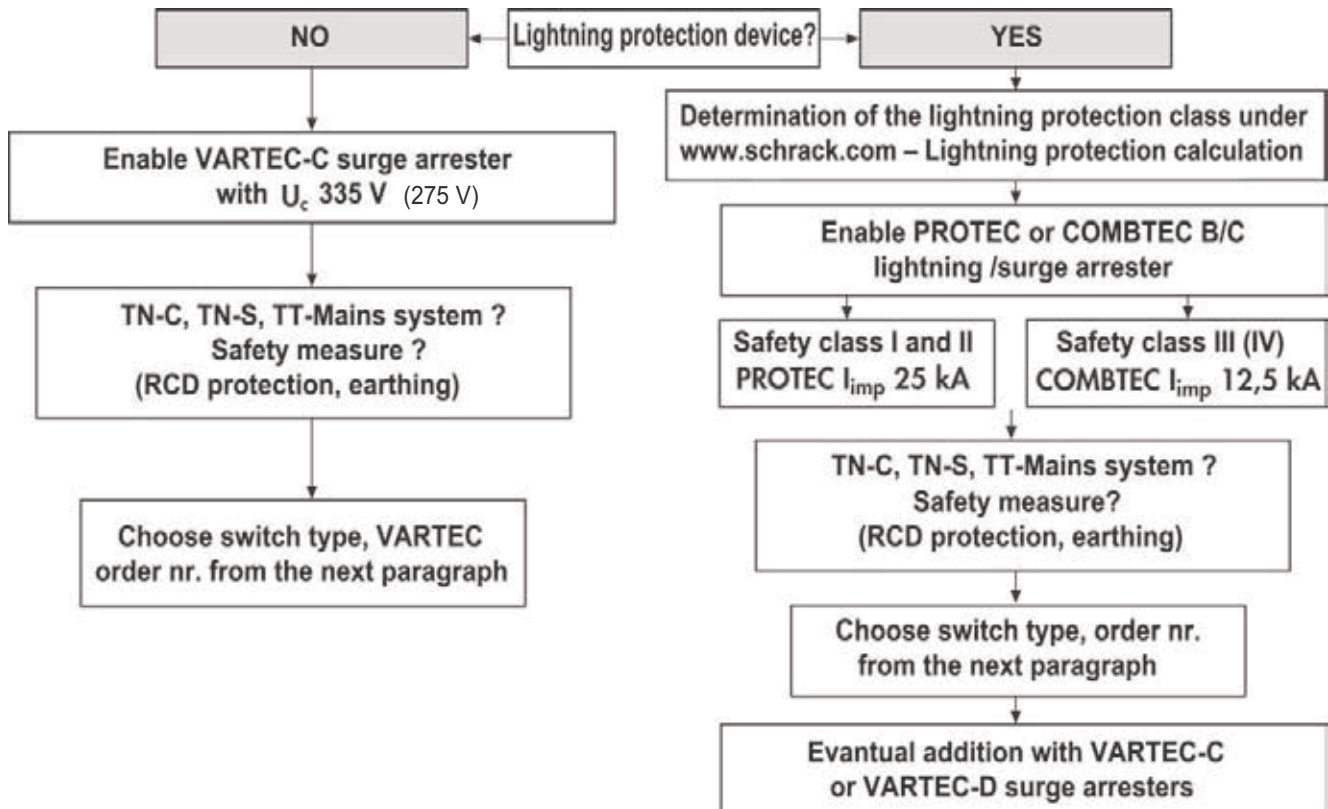 Lightning protection device?
NO
Enable VARTEC-C surge arrester
with Uc 335 V (275 V)
TN-C, TN-S, TT-Mains system ?
Safety measure ?
(RCD protection, earthing)
Choose switch type, VARTEC
order nr. from the next paragraph
YES
Determination of the lightning protection class under
www.schrack.com – Lightning protection calculation
Enable PROTEC or COMBTEC B/C
lightning /surge arrester
Safety class I and II
PROTEC Iimp 25 kA
Safety class III (IV)
COMBTEC Iimp 12,5 kA
TN-C, TN-S, TT-Mains system ?
Safety measure?
(RCD protection, earthing)
Choose switch type, order nr.
from the next paragraph
Evantual addition with VARTEC-C
or VARTEC-D surge arresters